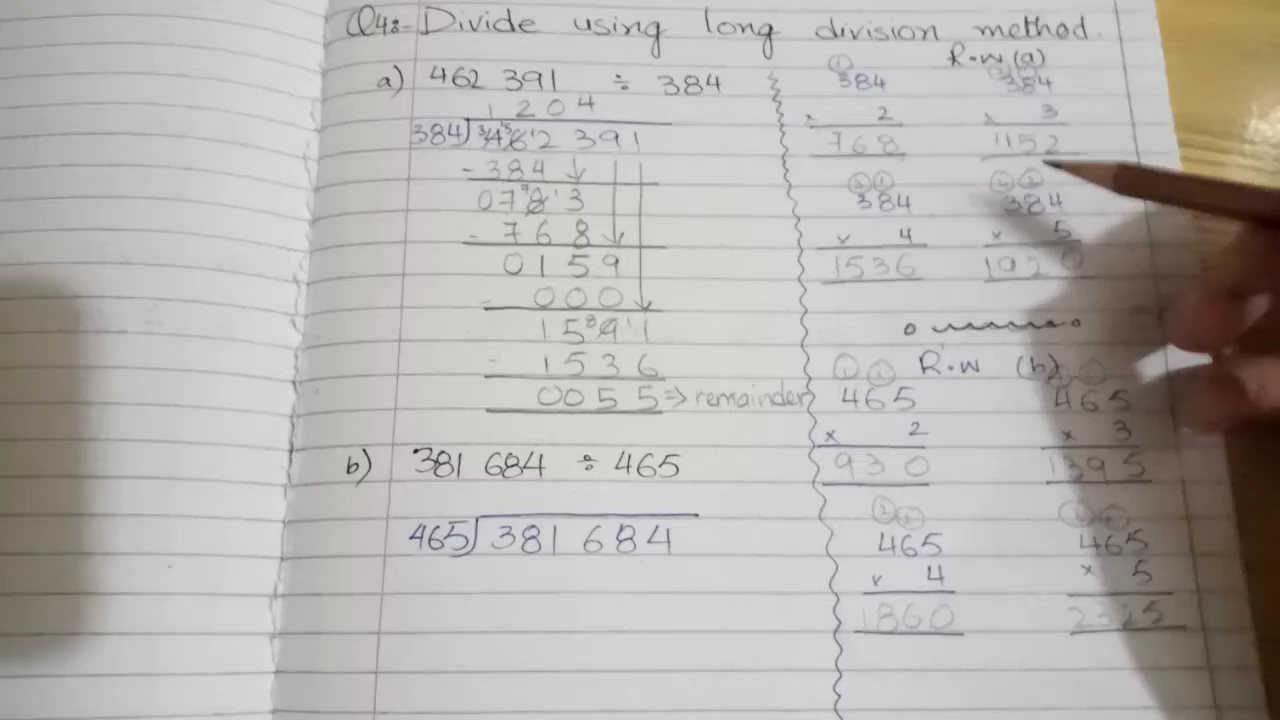 Q4:- Divide using long division method.
a) 462 391 ÷ 384
1 204
384)462 391
-384
0783
-768
0159
-000
1591
-1536
0055 => remainder
b) 381 684 ÷ 465
465)381 684
R.W (a)
384
x 2
768
384
x 3
1152
384
x 4
1536
384
x 5
1920
R.W (b)
465
x 2
930
465
x 3
1395
465
x 4
1860
465
x 5
2325